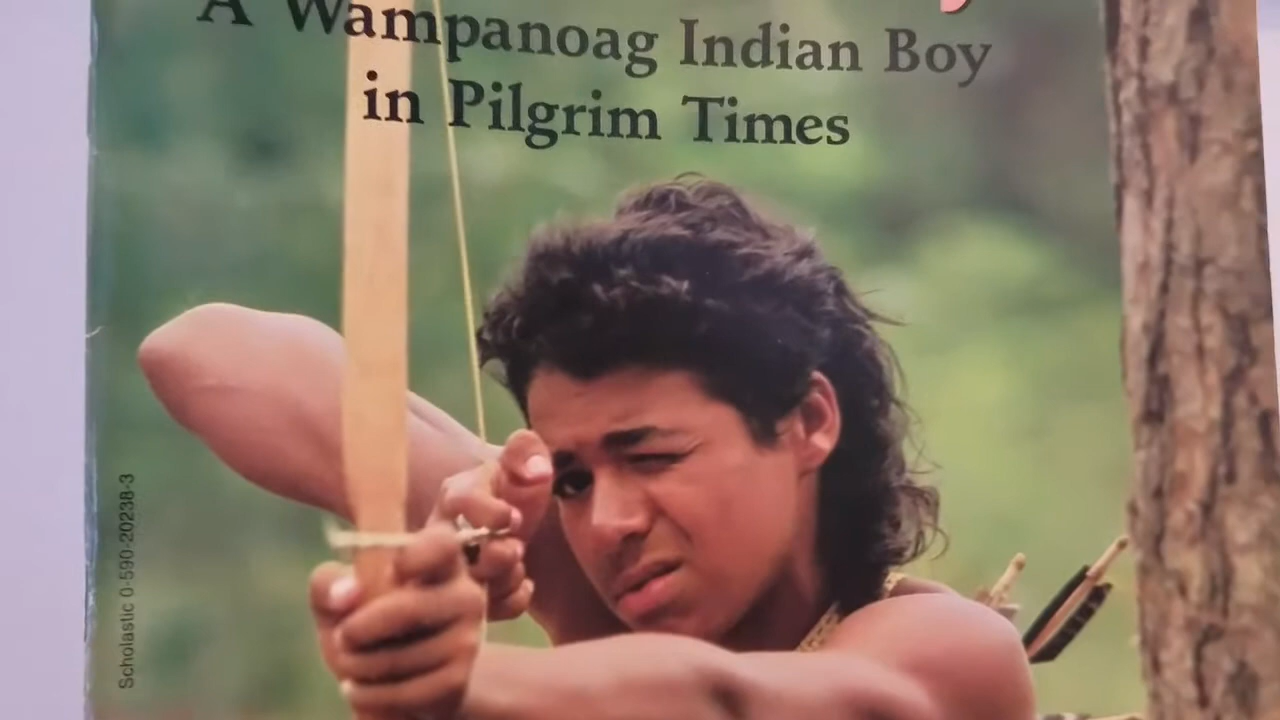 A Wampanoag Indian Boy
in Pilgrim Times
Scholastic 0-590-20238-3